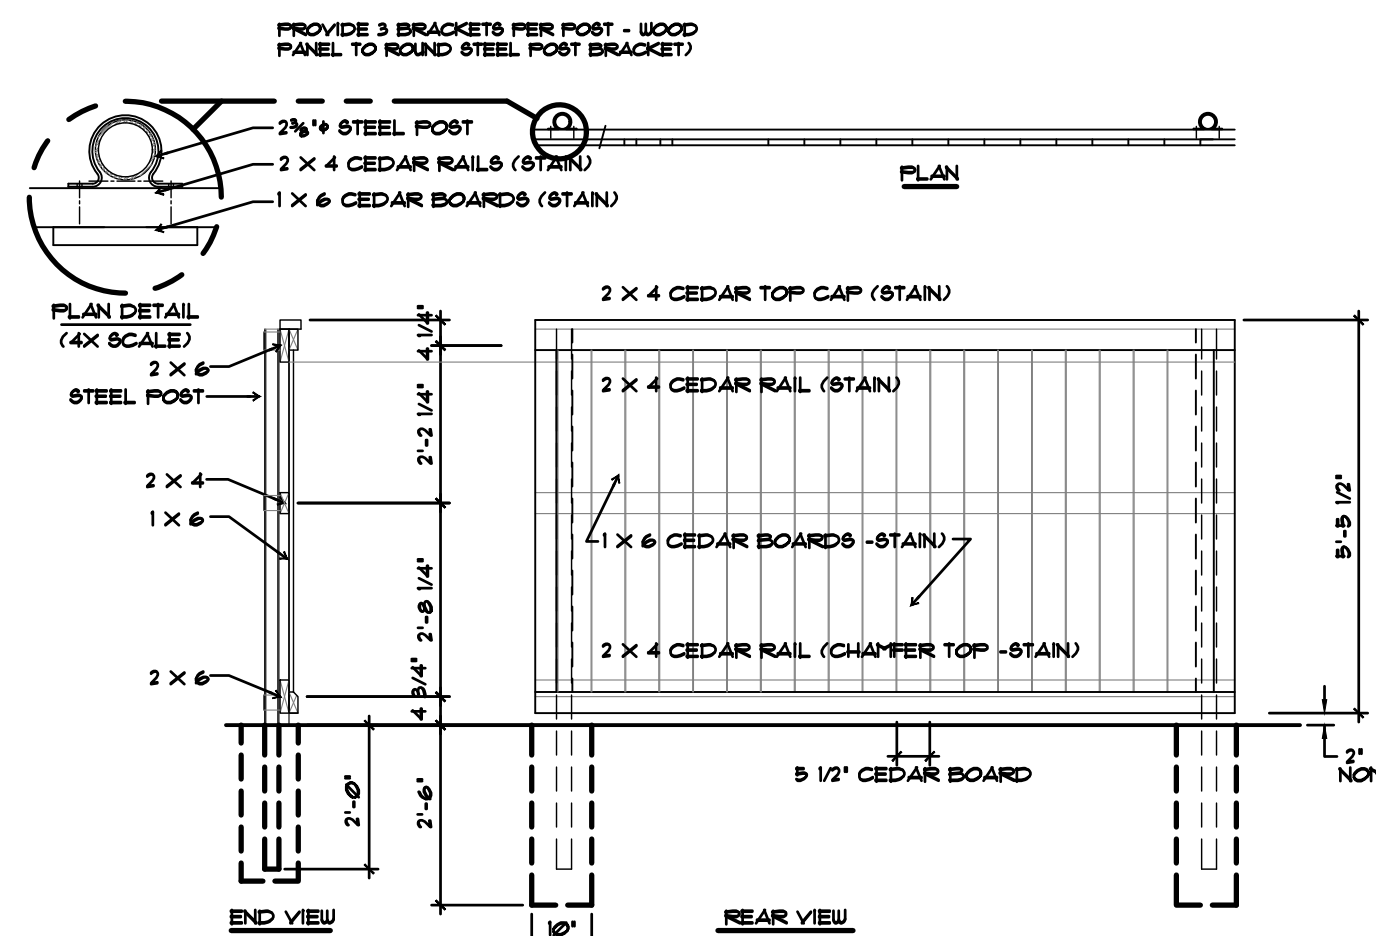 PROVIDE 3 BRACKETS PER POST - WOOD
PANEL TO ROUND STEEL POST BRACKET)
2⅜"φ STEEL POST
2 X 4 CEDAR RAILS (STAIN)
1 X 6 CEDAR BOARDS (STAIN)
PLAN
PLAN DETAIL
(4X SCALE)
2 X 6
STEEL POST
2 X 4
1 X 6
2 X 6
4 1/4"
2'-2 1/4"
2'-8 1/4"
4 3/4"
2'-0"
2'-6"
END VIEW
2 X 4 CEDAR TOP CAP (STAIN)
2 X 4 CEDAR RAIL (STAIN)
1 X 6 CEDAR BOARDS -STAIN)
2 X 4 CEDAR RAIL (CHAMFER TOP -STAIN)
5'-5 1/2"
2"
NOM
5 1/2" CEDAR BOARD
10"
REAR VIEW